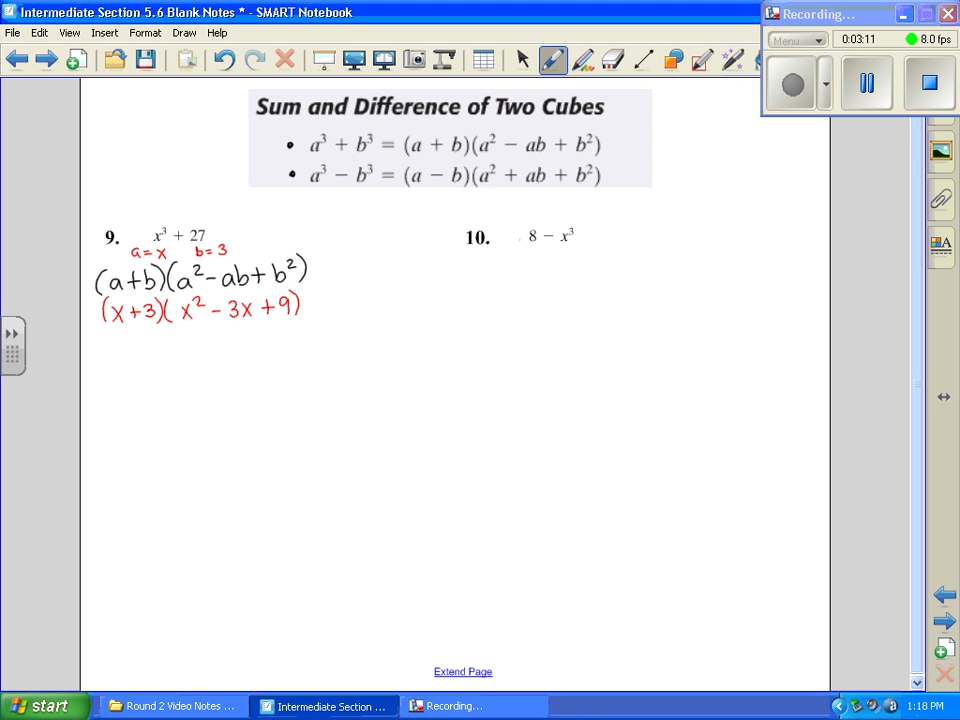 Intermediate Section 5.6 Blank Notes * - SMART Notebook
Recording...
File Edit View Insert Format Draw Help
Menu
0:03:11
8.0 fps
Sum and Difference of Two Cubes
• a³ + b³ = (a + b)(a² − ab + b²)
• a³ − b³ = (a − b)(a² + ab + b²)
9. x³ + 27
10. 8 − x³
a = x b = 3
(a+b)(a² - ab + b²)
(x+3)(x² - 3x + 9)
Extend Page
start
Round 2 Video Notes ...
Intermediate Section ...
Recording...
1:18 PM